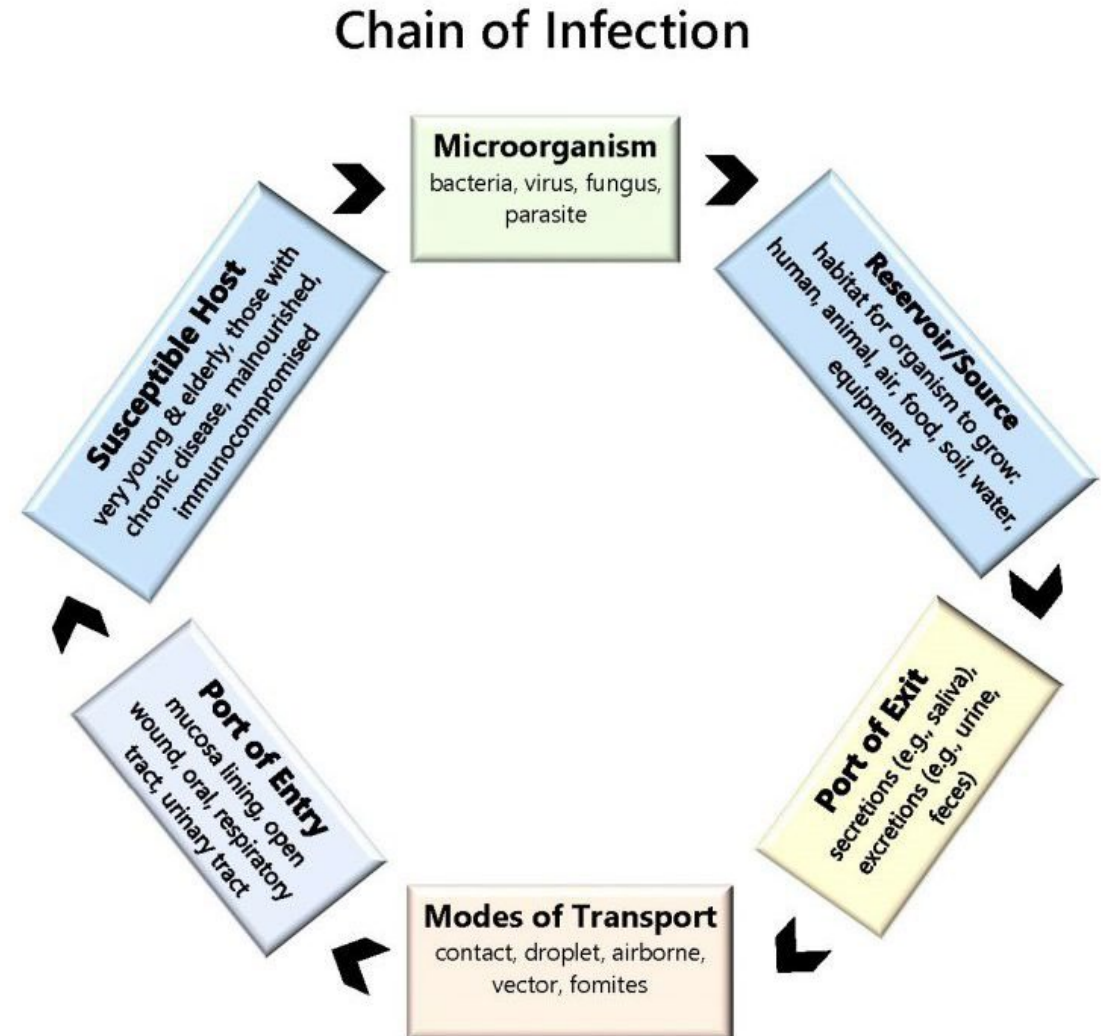 Chain of Infection
Microorganism
bacteria, virus, fungus,
parasite
Reservoir/Source
habitat for organism to grow:
human, animal, air, food, soil, water,
equipment
Port of Exit
secretions (e.g., saliva),
excretions (e.g., urine,
feces)
Modes of Transport
contact, droplet, airborne,
vector, fomites
Port of Entry
mucosa lining, open
wound, oral, respiratory
tract, urinary tract
Susceptible Host
very young & elderly, those with
chronic disease, malnourished,
immunocompromised